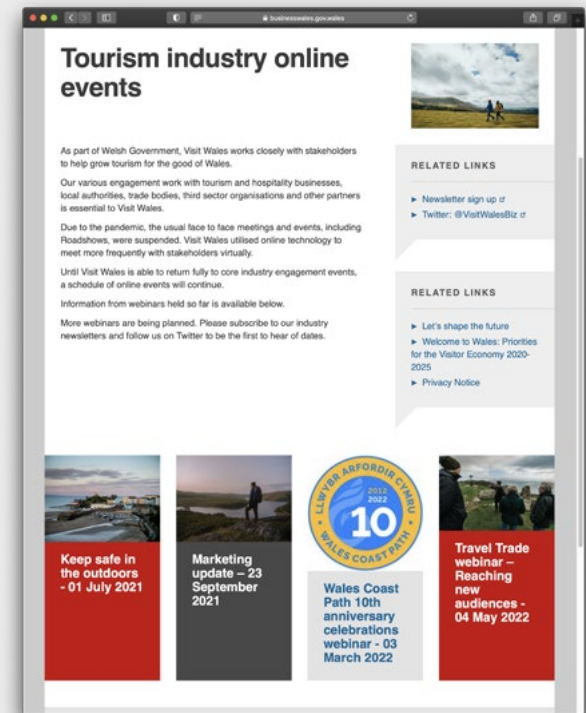 businesswales.gov.wales
Tourism industry online
events
As part of Welsh Government, Visit Wales works closely with stakeholders
to help grow tourism for the good of Wales.
Our various engagement work with tourism and hospitality businesses,
local authorities, trade bodies, third sector organisations and other partners
is essential to Visit Wales.
Due to the pandemic, the usual face to face meetings and events, including
Roadshows, were suspended. Visit Wales utilised online technology to
meet more frequently with stakeholders virtually.
Until Visit Wales is able to return fully to core industry engagement events,
a schedule of online events will continue.
Information from webinars held so far is available below.
More webinars are being planned. Please subscribe to our industry
newsletters and follow us on Twitter to be the first to hear of dates.
RELATED LINKS
Newsletter sign up
Twitter: @VisitWalesBiz
RELATED LINKS
Let's shape the future
Welcome to Wales: Priorities
for the Visitor Economy 2020-
2025
Privacy Notice
Keep safe in
the outdoors
- 01 July 2021
Marketing
update – 23
September
2021
LLWYBR ARFORDIR CYMRU
2012
2022
10
WALES COAST PATH
Wales Coast
Path 10th
anniversary
celebrations
webinar - 03
March 2022
Travel Trade
webinar –
Reaching
new
audiences -
04 May 2022